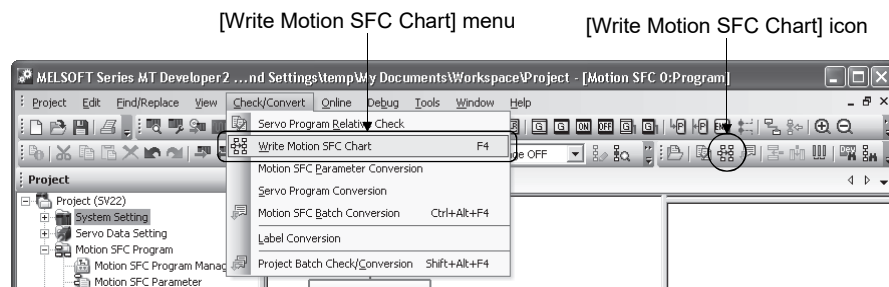 [Write Motion SFC Chart] menu
[Write Motion SFC Chart] icon
MELSOFT Series MT Developer2 ...nd Settings\temp\My Documents\Workspace\Project - [Motion SFC 0:Program]
Project Edit Find/Replace View Check/Convert Online Debug Tools Window Help
Servo Program Relative Check
Write Motion SFC Chart F4
ge OFF
Motion SFC Parameter Conversion
Servo Program Conversion
Motion SFC Batch Conversion Ctrl+Alt+F4
Label Conversion
Project Batch Check/Conversion Shift+Alt+F4
Project
Project (SV22)
System Setting
Servo Data Setting
Motion SFC Program
Motion SFC Program Manag
Motion SFC Parameter